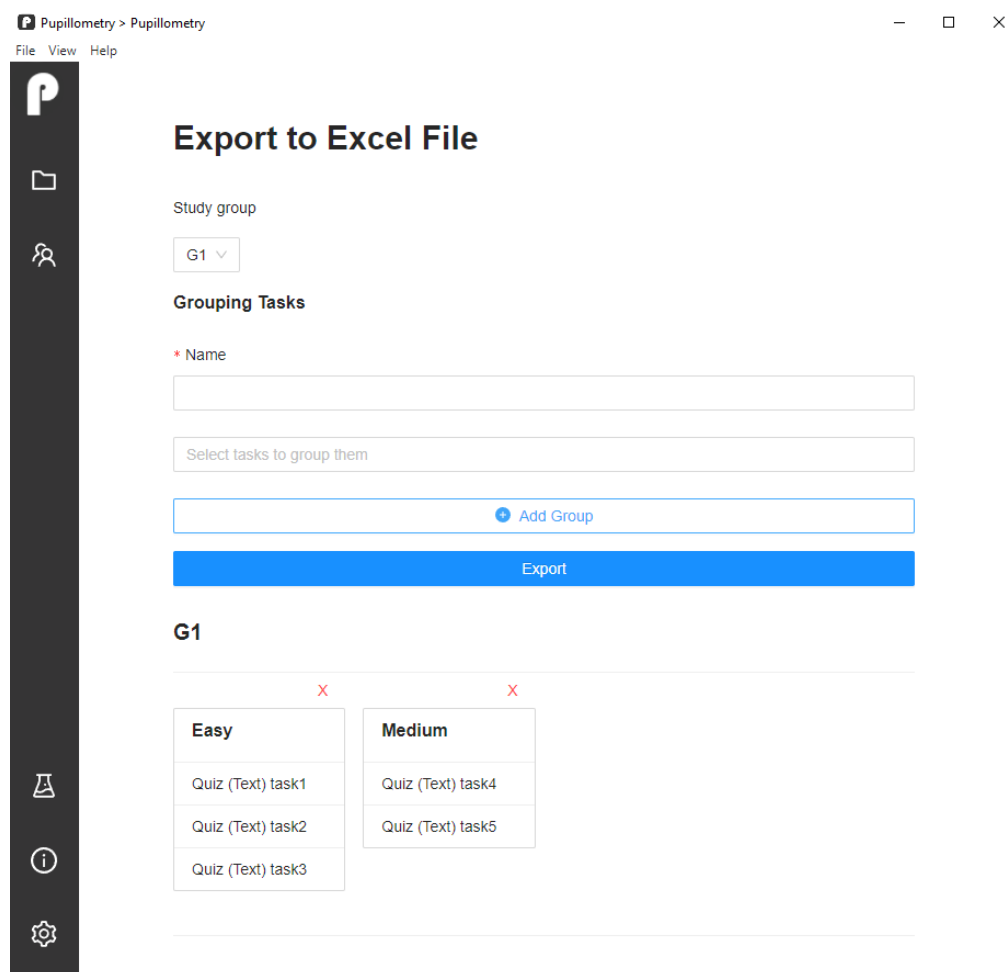 Pupillometry > Pupillometry
File View Help
Export to Excel File
Study group
G1
Grouping Tasks
* Name
Select tasks to group them
Add Group
Export
G1
X X
Easy Medium
Quiz (Text) task1 Quiz (Text) task4
Quiz (Text) task2 Quiz (Text) task5
Quiz (Text) task3